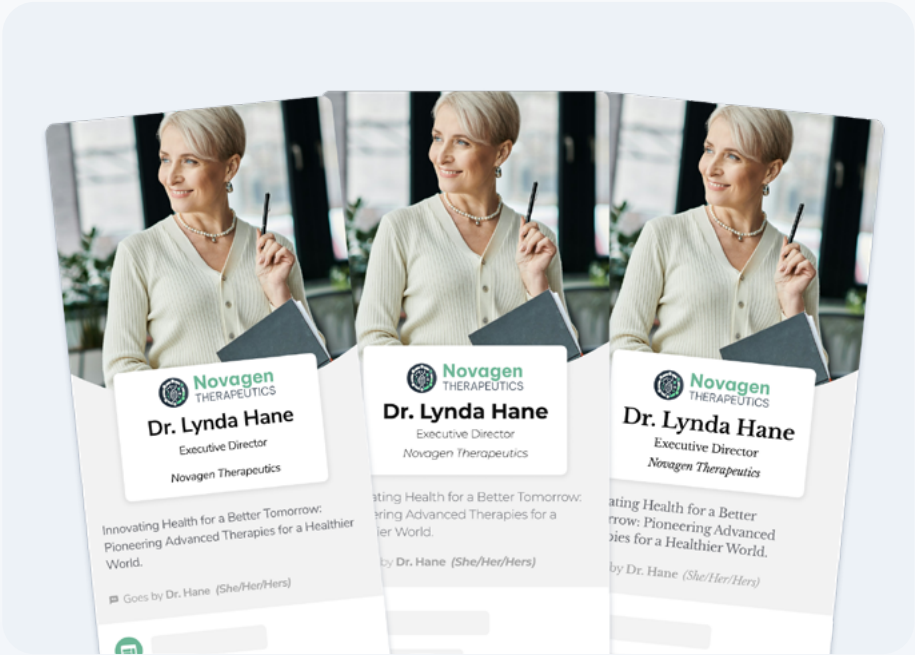 Novagen
THERAPEUTICS
Dr. Lynda Hane
Executive Director
Novagen Therapeutics
Innovating Health for a Better Tomorrow:
Pioneering Advanced Therapies for a Healthier
World.
Goes by Dr. Hane (She/Her/Hers)
Novagen
THERAPEUTICS
Dr. Lynda Hane
Executive Director
Novagen Therapeutics
ating Health for a Better Tomorrow:
ering Advanced Therapies for a
ier World.
by Dr. Hane (She/Her/Hers)
Novagen
THERAPEUTICS
Dr. Lynda Hane
Executive Director
Novagen Therapeutics
ating Health for a Better
rrow: Pioneering Advanced
pies for a Healthier World.
by Dr. Hane (She/Her/Hers)